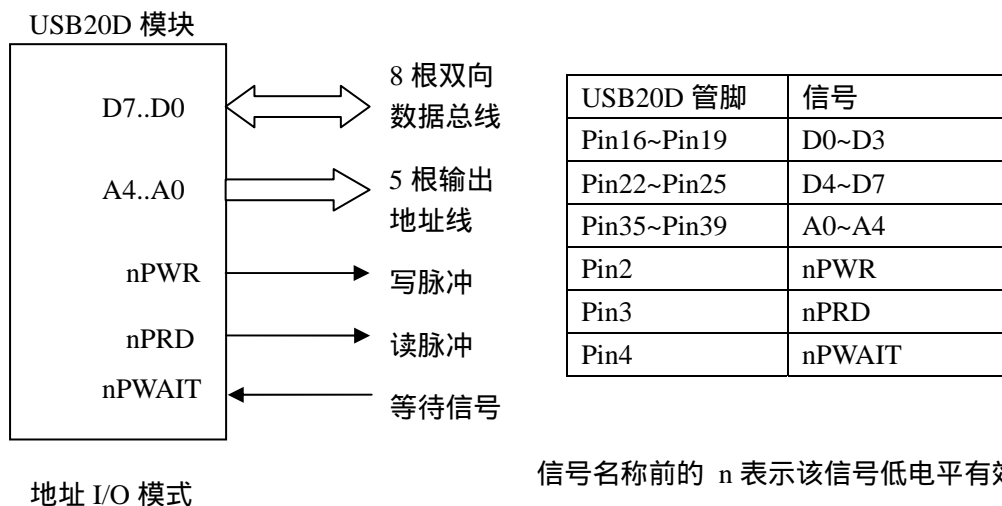 USB20D 模块
D7..D0
8 根双向
数据总线
A4..A0
5 根输出
地址线
nPWR
写脉冲
nPRD
读脉冲
nPWAIT
等待信号
地址 I/O 模式
USB20D 管脚 信号
Pin16~Pin19 D0~D3
Pin22~Pin25 D4~D7
Pin35~Pin39 A0~A4
Pin2 nPWR
Pin3 nPRD
Pin4 nPWAIT
信号名称前的 n 表示该信号低电平有效